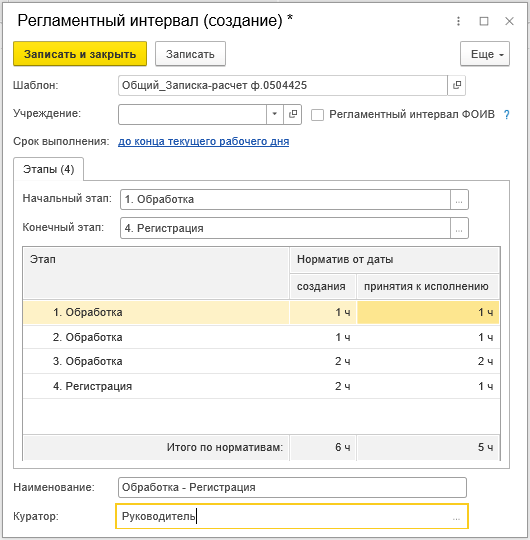 Регламентный интервал (создание) *
Записать и закрыть Записать Еще
Шаблон: Общий_Записка-расчет ф.0504425
Учреждение: Регламентный интервал ФОИВ ?
Срок выполнения: до конца текущего рабочего дня
Этапы (4)
Начальный этап: 1. Обработка ...
Конечный этап: 4. Регистрация ...
Этап Норматив от даты
создания принятия к исполнению
1. Обработка 1 ч 1 ч
2. Обработка 1 ч 1 ч
3. Обработка 2 ч 2 ч
4. Регистрация 2 ч 1 ч
Итого по нормативам: 6 ч 5 ч
Наименование: Обработка - Регистрация
Куратор: Руководитель ...